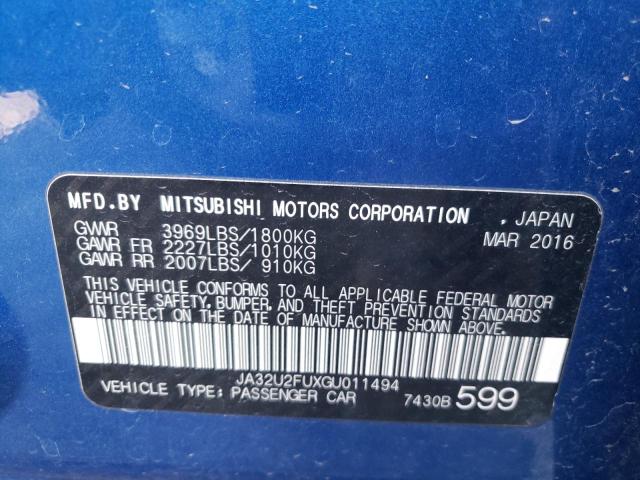 MFD.BY MITSUBISHI MOTORS CORPORATION , JAPAN
GVWR 3969LBS/1800KG MAR 2016
GAWR FR 2227LBS/1010KG
GAWR RR 2007LBS/ 910KG
THIS VEHICLE CONFORMS TO ALL APPLICABLE FEDERAL MOTOR
VEHICLE SAFETY, BUMPER, AND THEFT PREVENTION STANDARDS
IN EFFECT ON THE DATE OF MANUFACTURE SHOWN ABOVE.
JA32U2FUXGU011494
VEHICLE TYPE: PASSENGER CAR 7430B 599